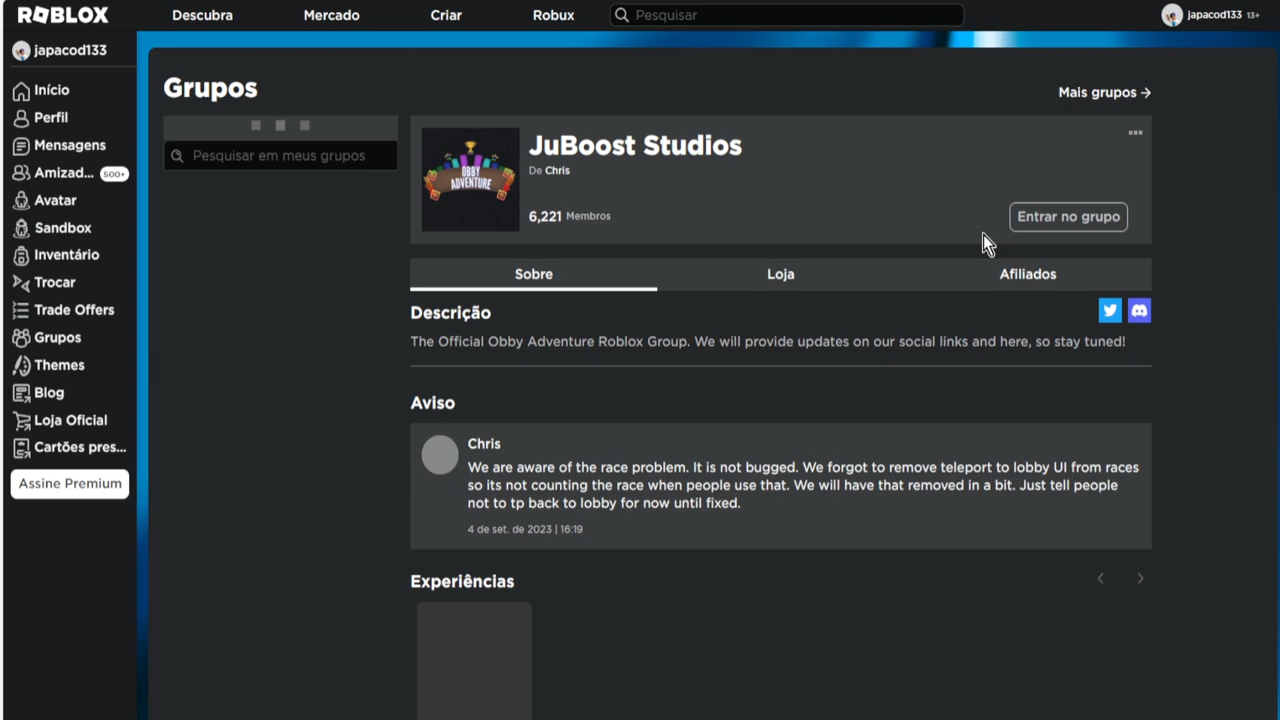 ROBLOX
Descubra
Mercado
Criar
Robux
Pesquisar
japacod133 13+
japacod133
Início
Perfil
Mensagens
Amizad... 500+
Avatar
Sandbox
Inventário
Trocar
Trade Offers
Grupos
Themes
Blog
Loja Oficial
Cartões pres...
Assine Premium
Grupos
Mais grupos →
Pesquisar em meus grupos
OBBY
ADVENTURE
JuBoost Studios
De Chris
6,221 Membros
Entrar no grupo
Sobre
Loja
Afiliados
Descrição
The Official Obby Adventure Roblox Group. We will provide updates on our social links and here, so stay tuned!
Aviso
Chris
We are aware of the race problem. It is not bugged. We forgot to remove teleport to lobby UI from races
so its not counting the race when people use that. We will have that removed in a bit. Just tell people
not to tp back to lobby for now until fixed.
4 de set. de 2023 | 16:19
Experiências